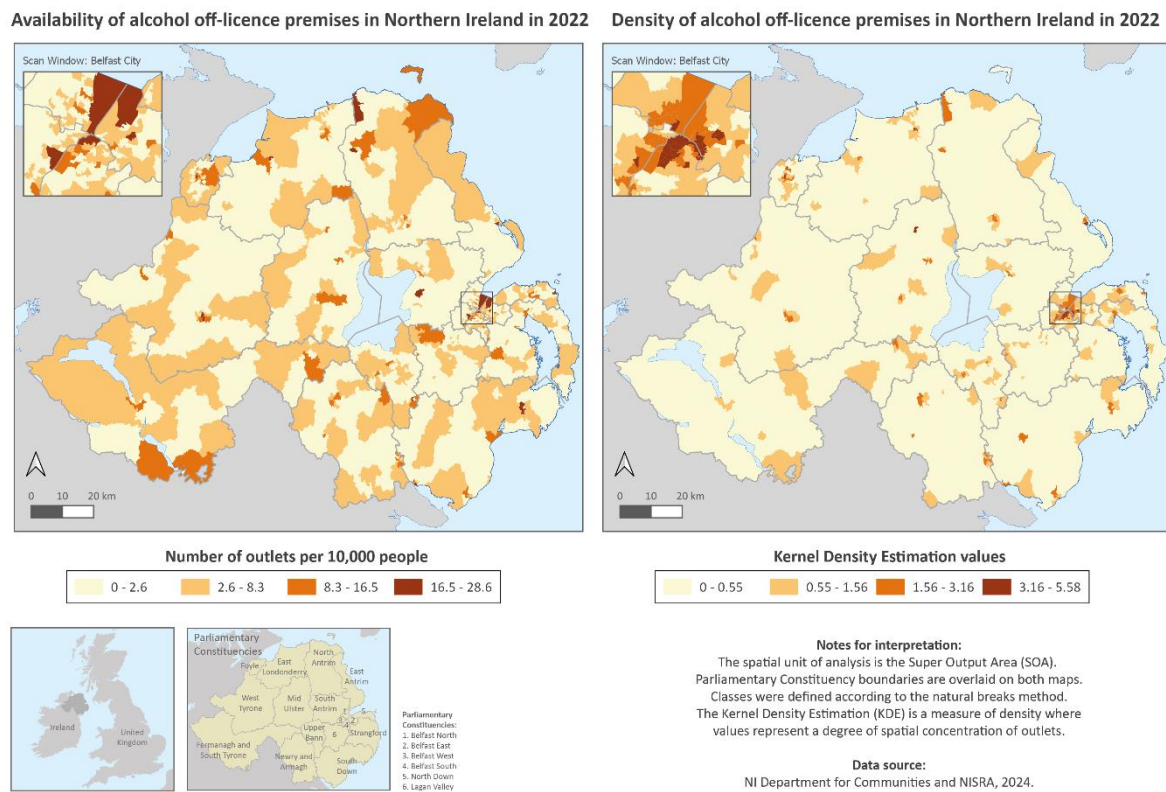 Availability of alcohol off-licence premises in Northern Ireland in 2022
Scan Window: Belfast City
0 10 20 km
Number of outlets per 10,000 people
0 - 2.6
2.6 - 8.3
8.3 - 16.5
16.5 - 28.6
Density of alcohol off-licence premises in Northern Ireland in 2022
Scan Window: Belfast City
0 10 20 km
Kernel Density Estimation values
0 - 0.55
0.55 - 1.56
1.56 - 3.16
3.16 - 5.58
Ireland
United
Kingdom
Parliamentary
Constituencies
Foyle
East
Londonderry
North
Antrim
East
Antrim
West
Tyrone
Mid
Ulster
South
Antrim
1
5
3 2
4
6
Strangford
Upper
Bann
Fermanagh and
South Tyrone
Newry and
Armagh
South
Down
Parliamentary
Constituencies:
1. Belfast North
2. Belfast East
3. Belfast West
4. Belfast South
5. North Down
6. Lagan Valley
Notes for interpretation:
The spatial unit of analysis is the Super Output Area (SOA).
Parliamentary Constituency boundaries are overlaid on both maps.
Classes were defined according to the natural breaks method.
The Kernel Density Estimation (KDE) is a measure of density where
values represent a degree of spatial concentration of outlets.
Data source:
NI Department for Communities and NISRA, 2024.